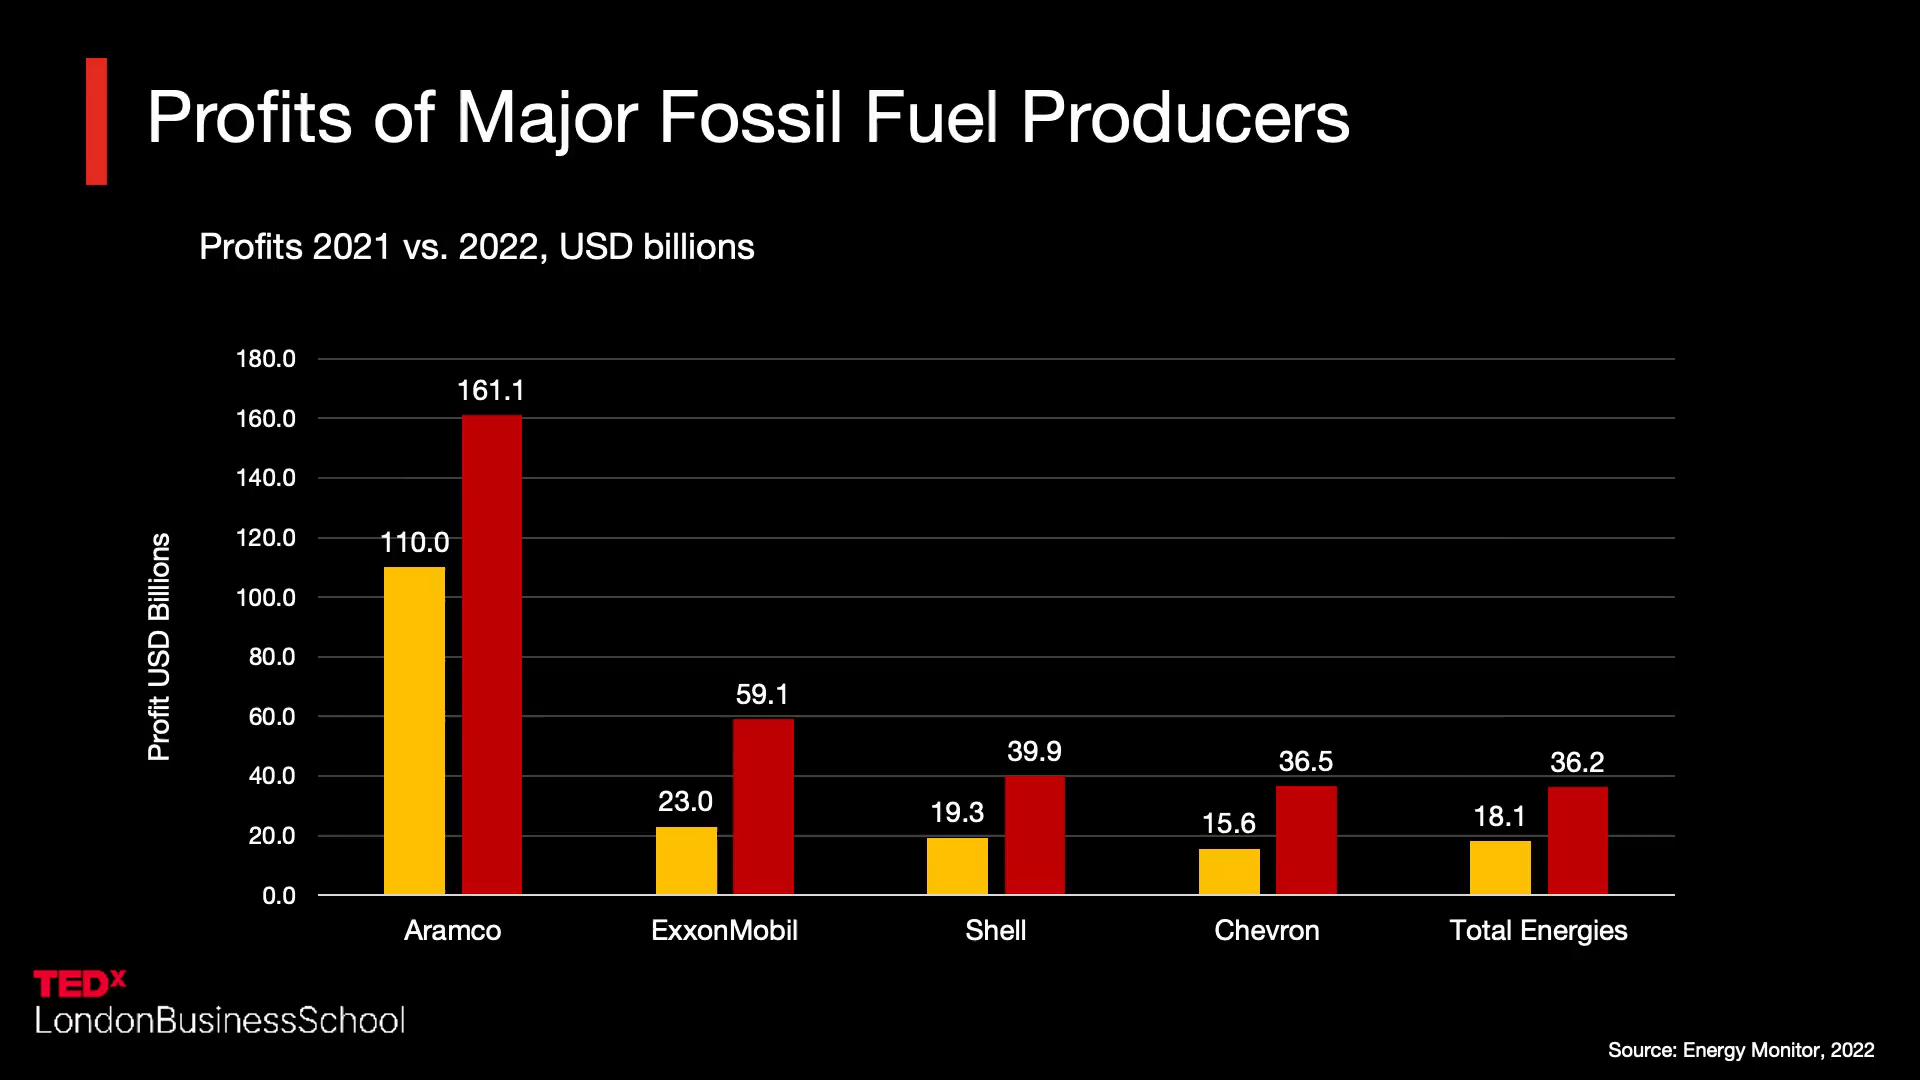 Profits of Major Fossil Fuel Producers
Profits 2021 vs. 2022, USD billions
Profit USD Billions
180.0
160.0
140.0
120.0
100.0
80.0
60.0
40.0
20.0
0.0
110.0
161.1
23.0
59.1
19.3
39.9
15.6
36.5
18.1
36.2
Aramco
ExxonMobil
Shell
Chevron
Total Energies
TEDx
LondonBusinessSchool
Source: Energy Monitor, 2022